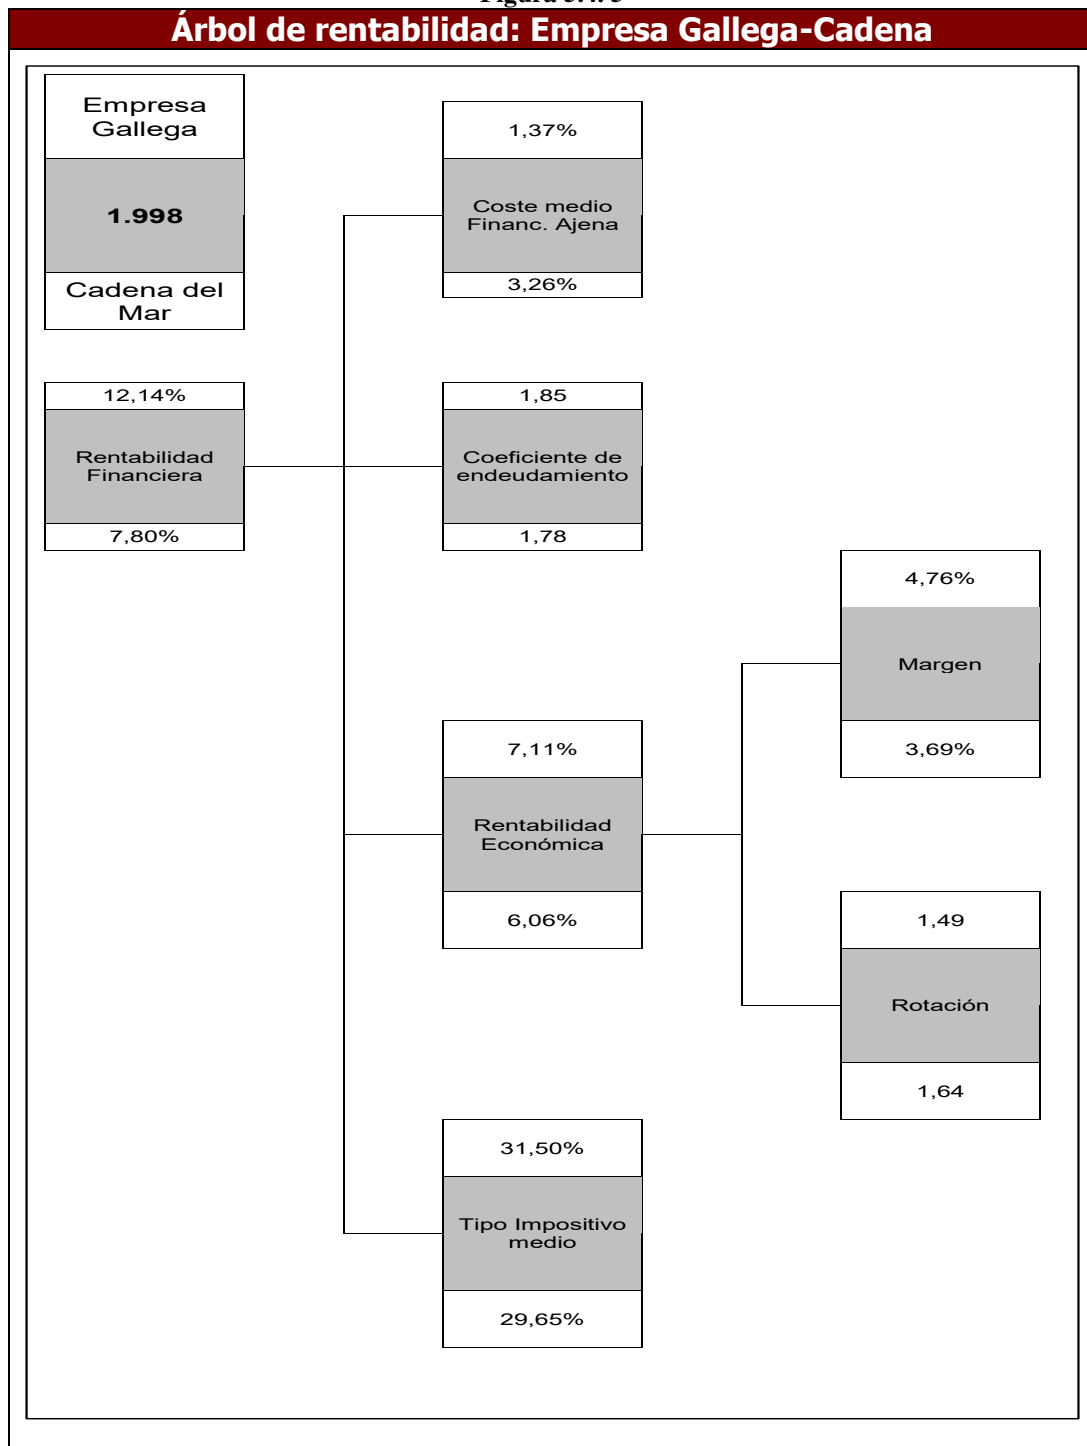 Árbol de rentabilidad: Empresa Gallega-Cadena
Empresa
Gallega
1.998
Cadena del
Mar
1,37%
Coste medio
Financ. Ajena
3,26%
12,14%
Rentabilidad
Financiera
7,80%
1,85
Coeficiente de
endeudamiento
1,78
4,76%
Margen
3,69%
7,11%
Rentabilidad
Económica
6,06%
1,49
Rotación
1,64
31,50%
Tipo Impositivo
medio
29,65%